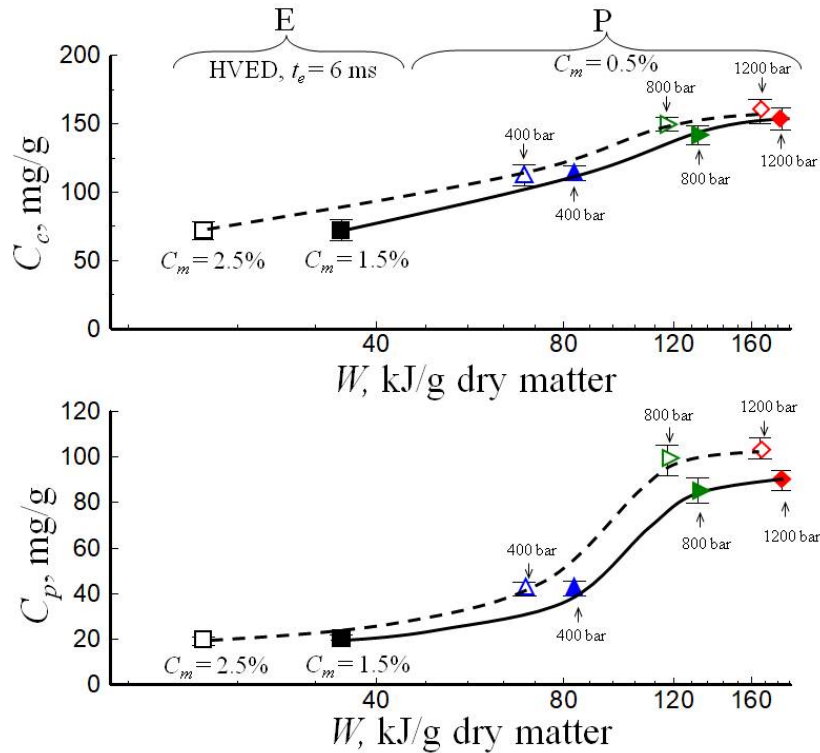 E
P
HVED, tₑ = 6 ms
Cₘ = 0.5%
200
150
100
50
0
C_c, mg/g
400 bar
800 bar
1200 bar
400 bar
800 bar
1200 bar
Cₘ = 2.5%
Cₘ = 1.5%
40
80
120
160
W, kJ/g dry matter
120
100
80
60
40
20
0
Cₚ, mg/g
400 bar
800 bar
1200 bar
400 bar
800 bar
1200 bar
Cₘ = 2.5%
Cₘ = 1.5%
40
80
120
160
W, kJ/g dry matter